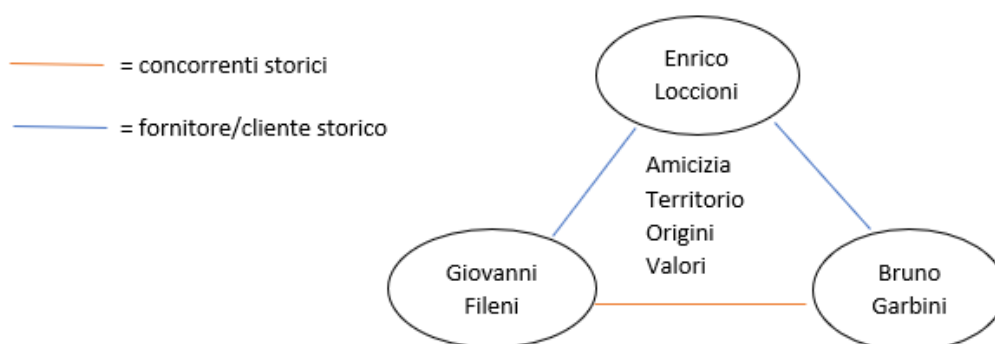 = concorrenti storici
= fornitore/cliente storico
Enrico
Loccioni
Amicizia
Territorio
Origini
Valori
Giovanni
Fileni
Bruno
Garbini